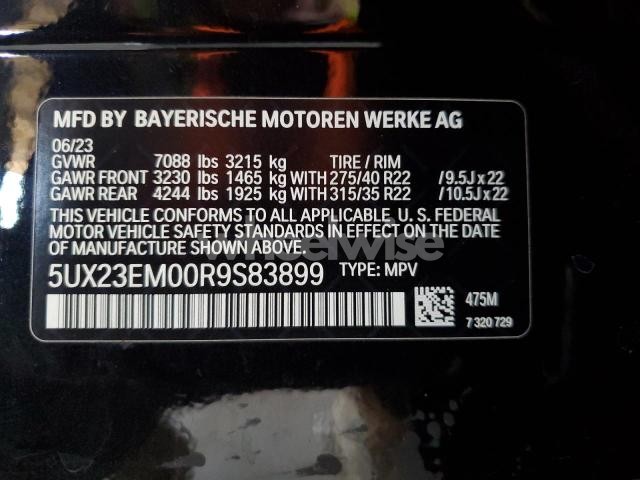 MFD BY BAYERISCHE MOTOREN WERKE AG
06/23
GVWR 7088 lbs 3215 kg TIRE / RIM
GAWR FRONT 3230 lbs 1465 kg WITH 275/40 R22 / 9.5J x 22
GAWR REAR 4244 lbs 1925 kg WITH 315/35 R22 / 10.5J x 22
THIS VEHICLE CONFORMS TO ALL APPLICABLE U. S. FEDERAL
MOTOR VEHICLE SAFETY STANDARDS IN EFFECT ON THE DATE
OF MANUFACTURE SHOWN ABOVE.
wheelwise
5UX23EM00R9S83899 TYPE: MPV
475M
7 320 729